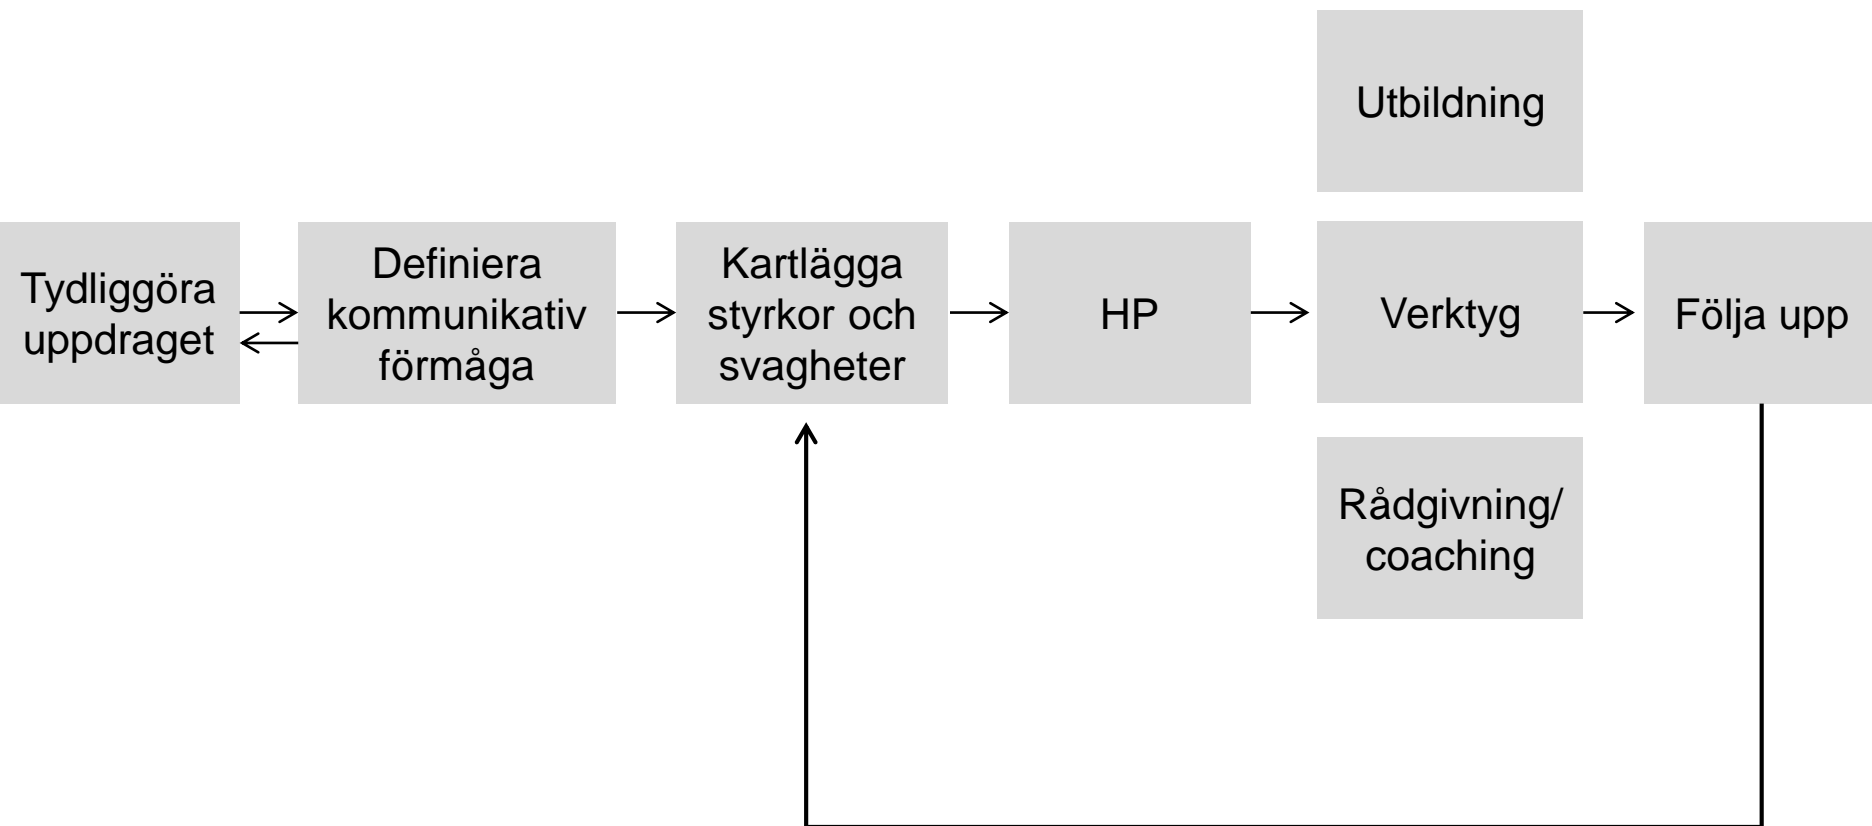 Utbildning
Tydliggöra
uppdraget
Definiera
kommunikativ
förmåga
Kartlägga
styrkor och
svagheter
HP
Verktyg
Följa upp
Rådgivning/
coaching